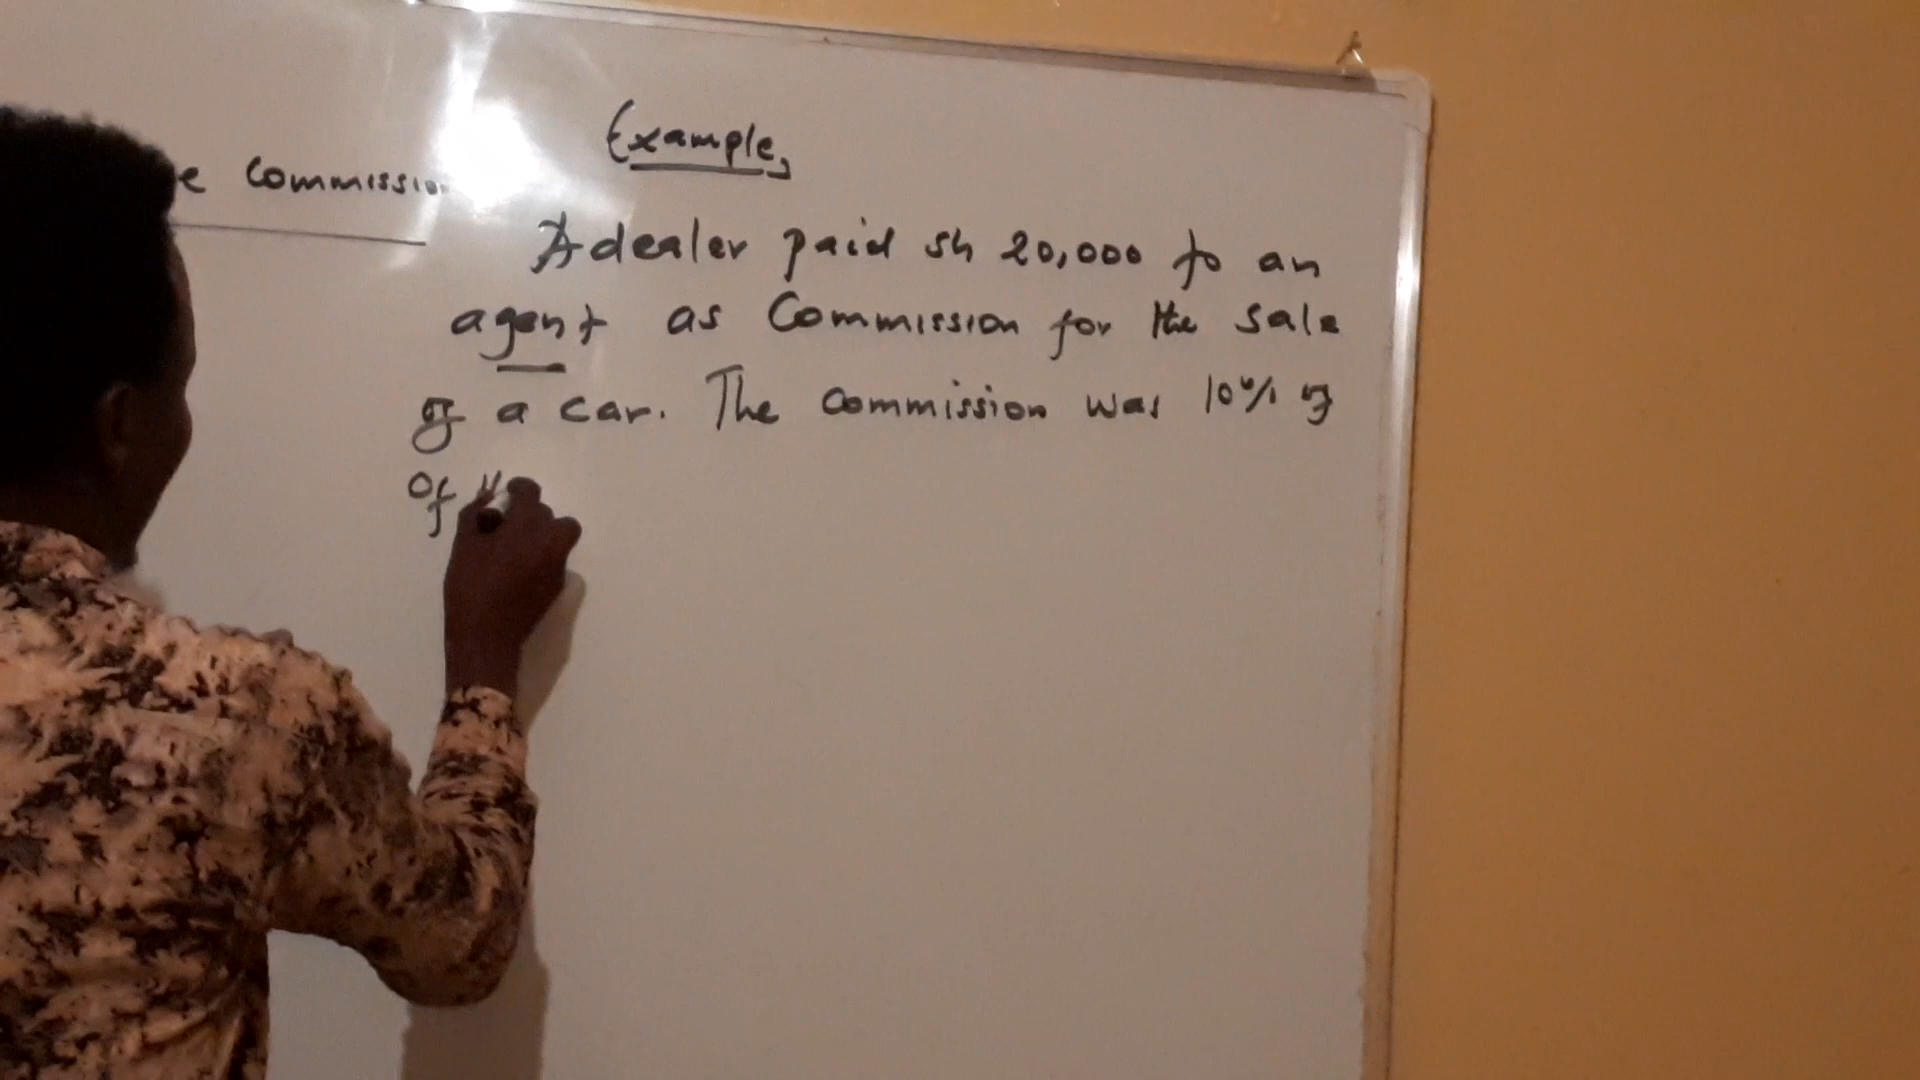 e commission
Example,
A dealer paid sh 20,000 to an
agent as Commission for the sale
of a car. The commission was 10% of
of